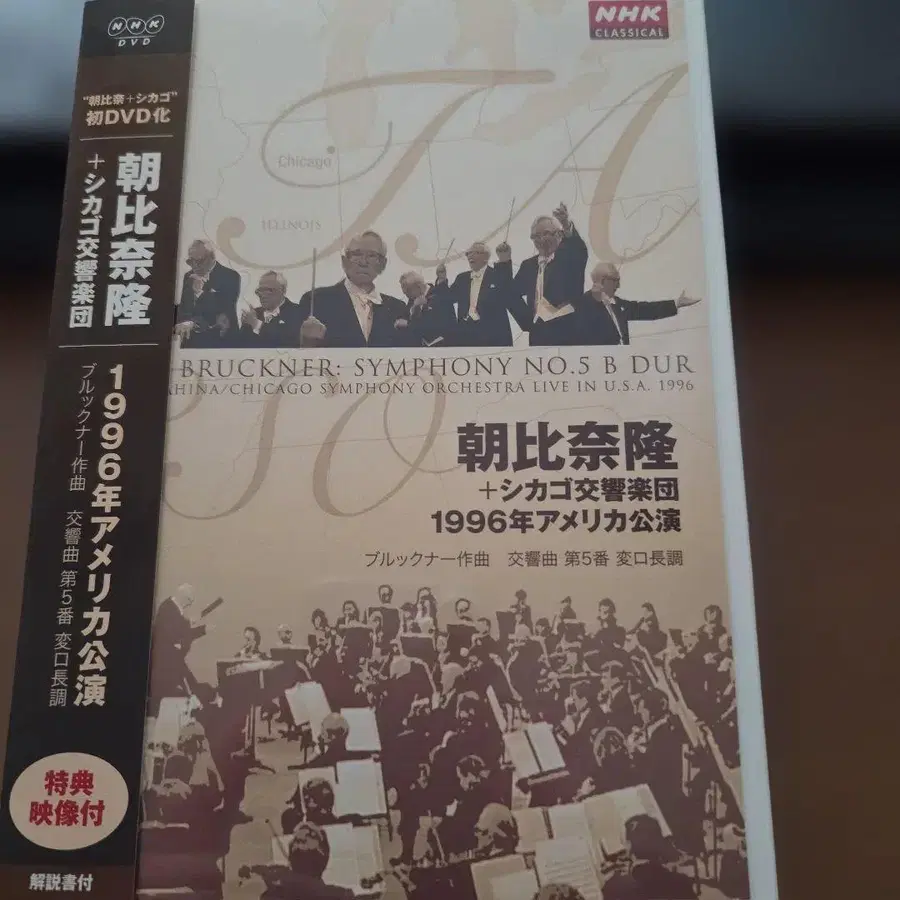 NHK
DVD
“朝比奈+シカゴ”
初DVD化
朝比奈隆
+シカゴ交響楽団
1996年アメリカ公演
ブルックナー作曲 交響曲 第5番 変ロ長調
特典
映像付
解説書付
NHK
CLASSICAL
Chicago
ILLINOIS
BRUCKNER: SYMPHONY NO.5 B DUR
AHINA/CHICAGO SYMPHONY ORCHESTRA LIVE IN U.S.A. 1996
朝比奈隆
+シカゴ交響楽団
1996年アメリカ公演
ブルックナー作曲 交響曲 第5番 変ロ長調